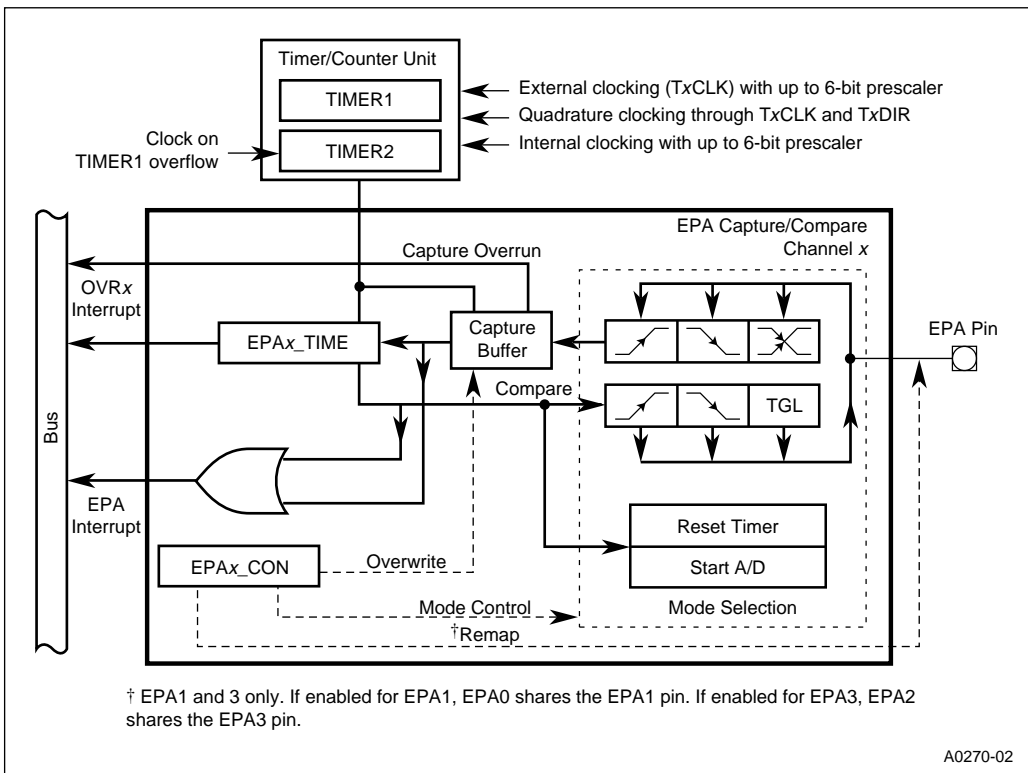 Timer/Counter Unit
TIMER1
TIMER2
External clocking (TxCLK) with up to 6-bit prescaler
Quadrature clocking through TxCLK and TxDIR
Internal clocking with up to 6-bit prescaler
Clock on
TIMER1 overflow
EPA Capture/Compare
Channel x
Capture Overrun
OVRx
Interrupt
EPAx_TIME
Capture
Buffer
EPA Pin
Compare
TGL
Bus
EPA
Interrupt
Reset Timer
Start A/D
EPAx_CON
Overwrite
Mode Control
Mode Selection
†Remap
† EPA1 and 3 only. If enabled for EPA1, EPA0 shares the EPA1 pin. If enabled for EPA3, EPA2
shares the EPA3 pin.
A0270-02